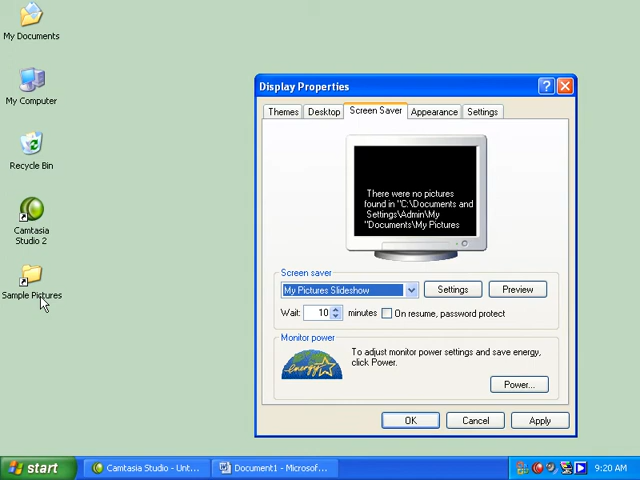 My Documents
My Computer
Recycle Bin
Camtasia
Studio 2
Sample Pictures
Display Properties
Themes Desktop Screen Saver Appearance Settings
There were no pictures
found in "C:\Documents and
Settings\Admin\My
"Documents\My Pictures
Screen saver
My Pictures Slideshow Settings Preview
Wait: 10 minutes On resume, password protect
Monitor power
To adjust monitor power settings and save energy,
click Power.
energy
Power...
OK Cancel Apply
start Camtasia Studio - Unt... Document1 - Microsof... 9:20 AM